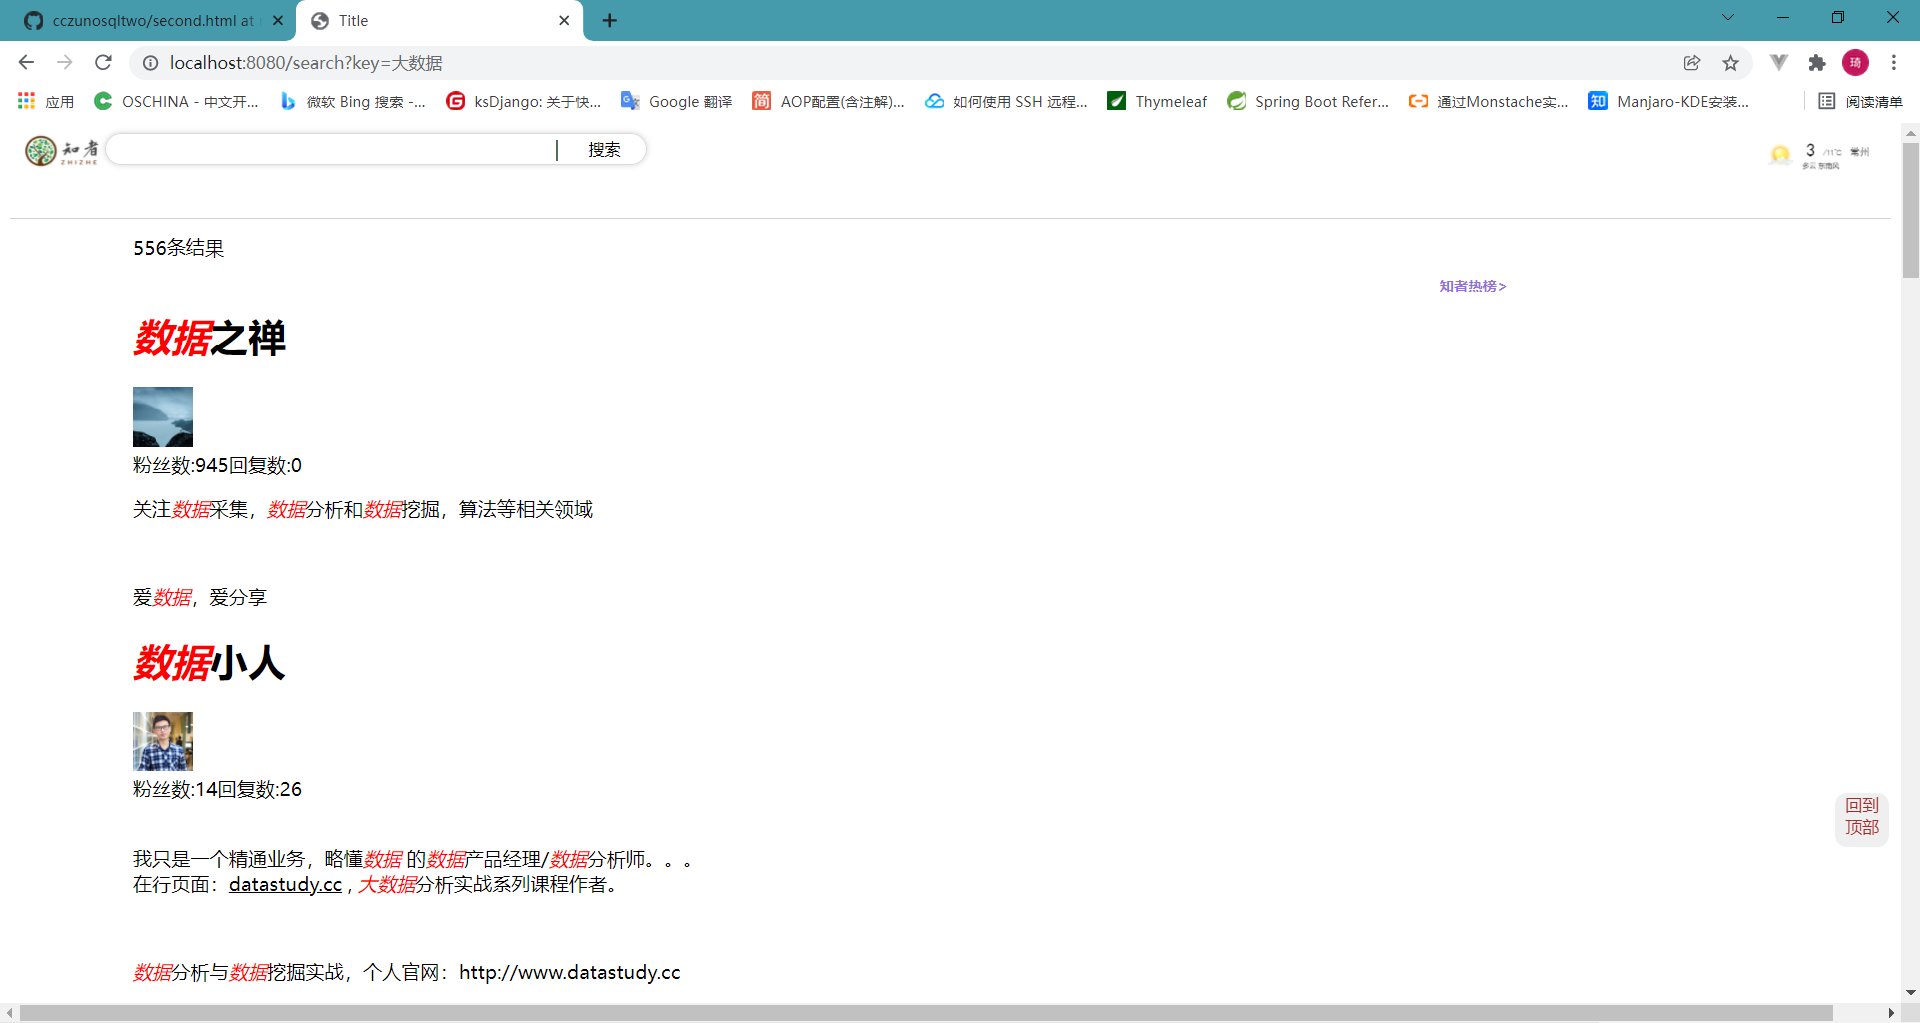 cczunosqltwo/second.html at
Title
localhost:8080/search?key=大数据
琦
应用
OSCHINA - 中文开...
微软 Bing 搜索 -...
ksDjango: 关于快...
Google 翻译
简
AOP配置(含注解)...
如何使用 SSH 远程...
Thymeleaf
Spring Boot Refer...
通过Monstache实...
知
Manjaro-KDE安装...
阅读清单
知者
ZHIZHE
搜索
3 /11℃ 常州
多云 东南风
556条结果
知者热榜>
数据之禅
粉丝数:945回复数:0
关注数据采集，数据分析和数据挖掘，算法等相关领域
爱数据，爱分享
数据小人
粉丝数:14回复数:26
我只是一个精通业务，略懂数据 的数据产品经理/数据分析师。。。
在行页面：datastudy.cc , 大数据分析实战系列课程作者。
数据分析与数据挖掘实战，个人官网：http://www.datastudy.cc
回到
顶部